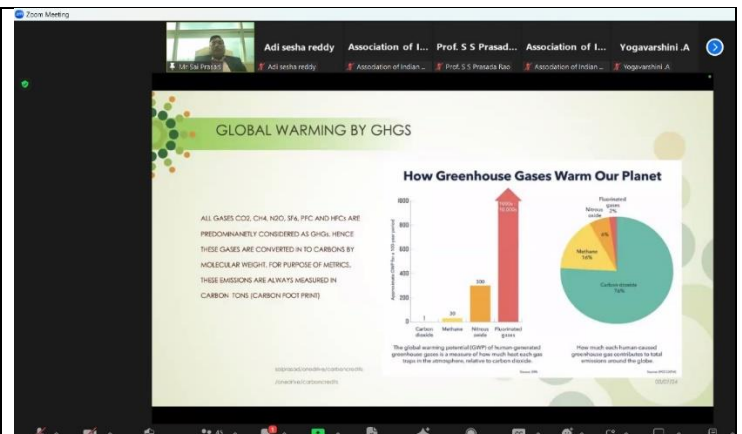 Zoom Meeting
Adi sesha reddy
Association of I...
Prof. S S Prasad...
Association of I...
Yogavarshini .A
Mr Sai Prasad
Adi sesha reddy
Association of Indian ...
Prof. S S Prasada Rao
Association of Indian ...
Yogavarshini .A
GLOBAL WARMING BY GHGS
ALL GASES CO2, CH4, N2O, SF6, PFC AND HFCs ARE
PREDOMINANETLY CONSIDERED AS GHGs. HENCE
THESE GASES ARE CONVERTED IN TO CARBONS BY
MOLECULAR WEIGHT. FOR PURPOSE OF METRICS,
THESE EMISSIONS ARE ALWAYS MEASURED IN
CARBON TONS (CARBON FOOT PRINT)
How Greenhouse Gases Warm Our Planet
1000
800
600
400
200
0
1
30
300
Carbon dioxide
Methane
Nitrous oxide
Fluorinated gases
The global warming potential (GWP) of human-generated
greenhouse gases is a measure of how much heat each gas
traps in the atmosphere, relative to carbon dioxide.
Fluorinated
gases
2%
Nitrous
oxide
6%
Methane
16%
Carbon dioxide
76%
How much each human-caused
greenhouse gas contributes to total
emissions around the globe.
05/07/24